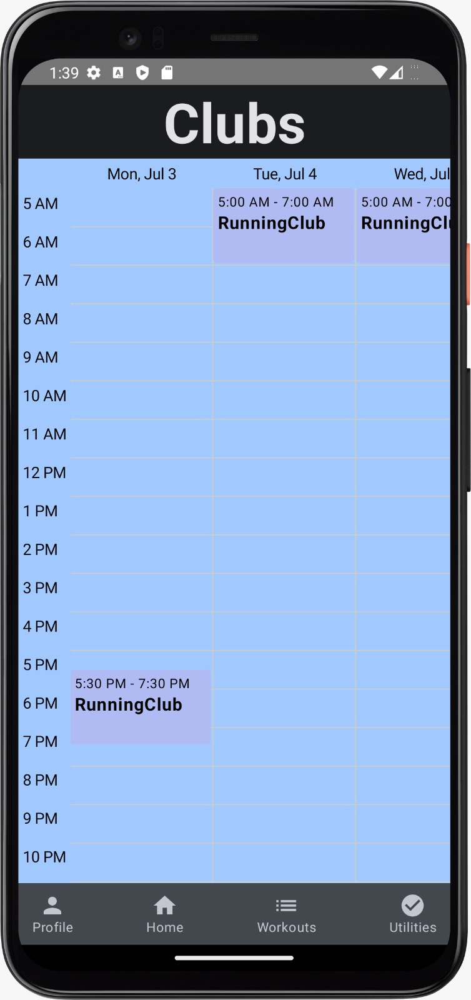 1:39
Clubs
Mon, Jul 3
Tue, Jul 4
Wed, Jul
5 AM
5:00 AM - 7:00 AM
5:00 AM - 7:00
RunningClub
RunningClu
6 AM
7 AM
8 AM
9 AM
10 AM
11 AM
12 PM
1 PM
2 PM
3 PM
4 PM
5 PM
5:30 PM - 7:30 PM
RunningClub
6 PM
7 PM
8 PM
9 PM
10 PM
Profile
Home
Workouts
Utilities